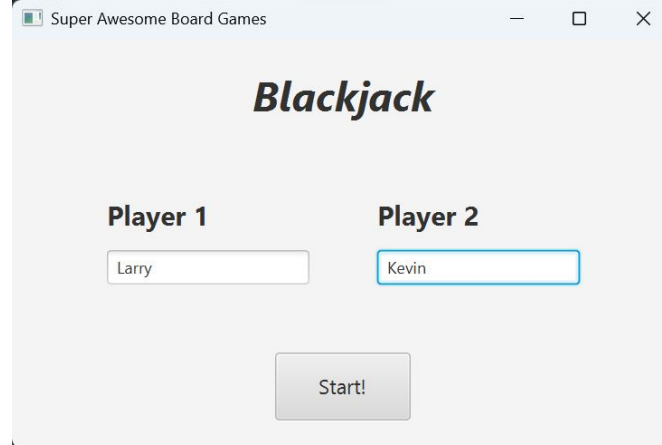 Super Awesome Board Games
Blackjack
Player 1 Player 2
Larry Kevin
Start!